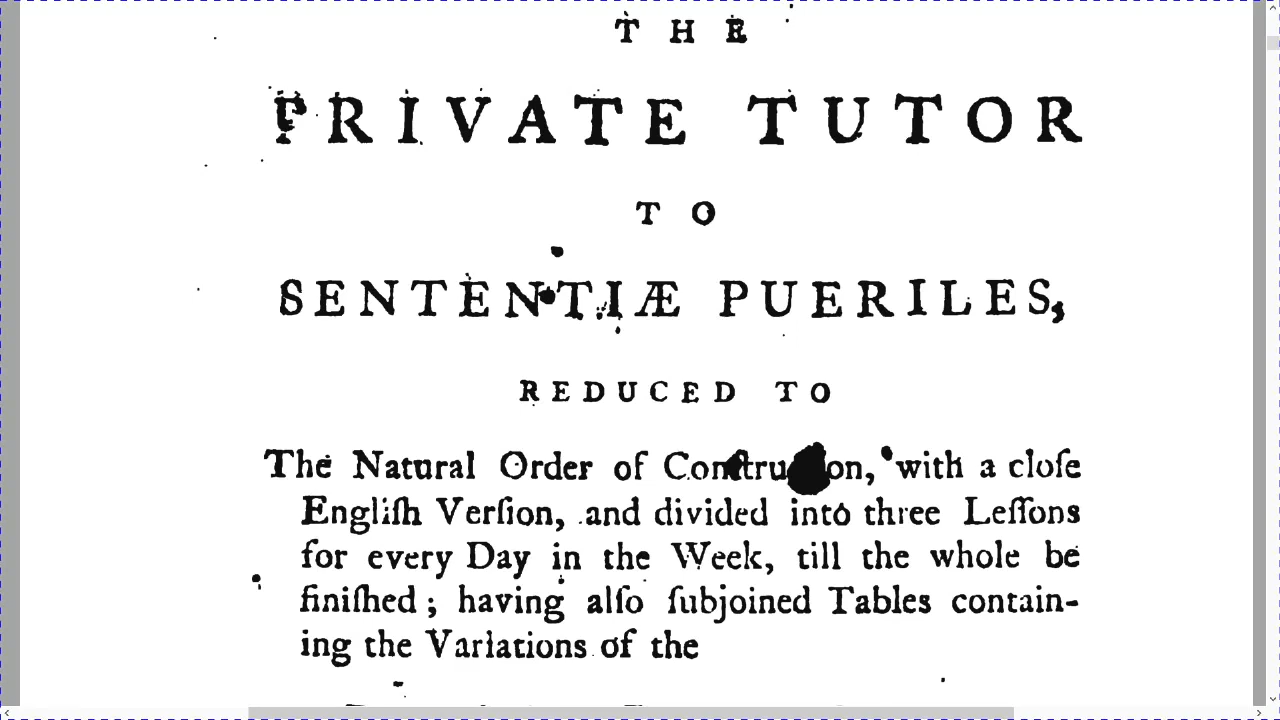 THE
PRIVATE TUTOR
TO
SENTENTIÆ PUERILES,
REDUCED TO
The Natural Order of Conſtruction, with a cloſe
Engliſh Verſion, and divided into three Leſſons
for every Day in the Week, till the whole be
finiſhed; having alſo ſubjoined Tables contain-
ing the Variations of the